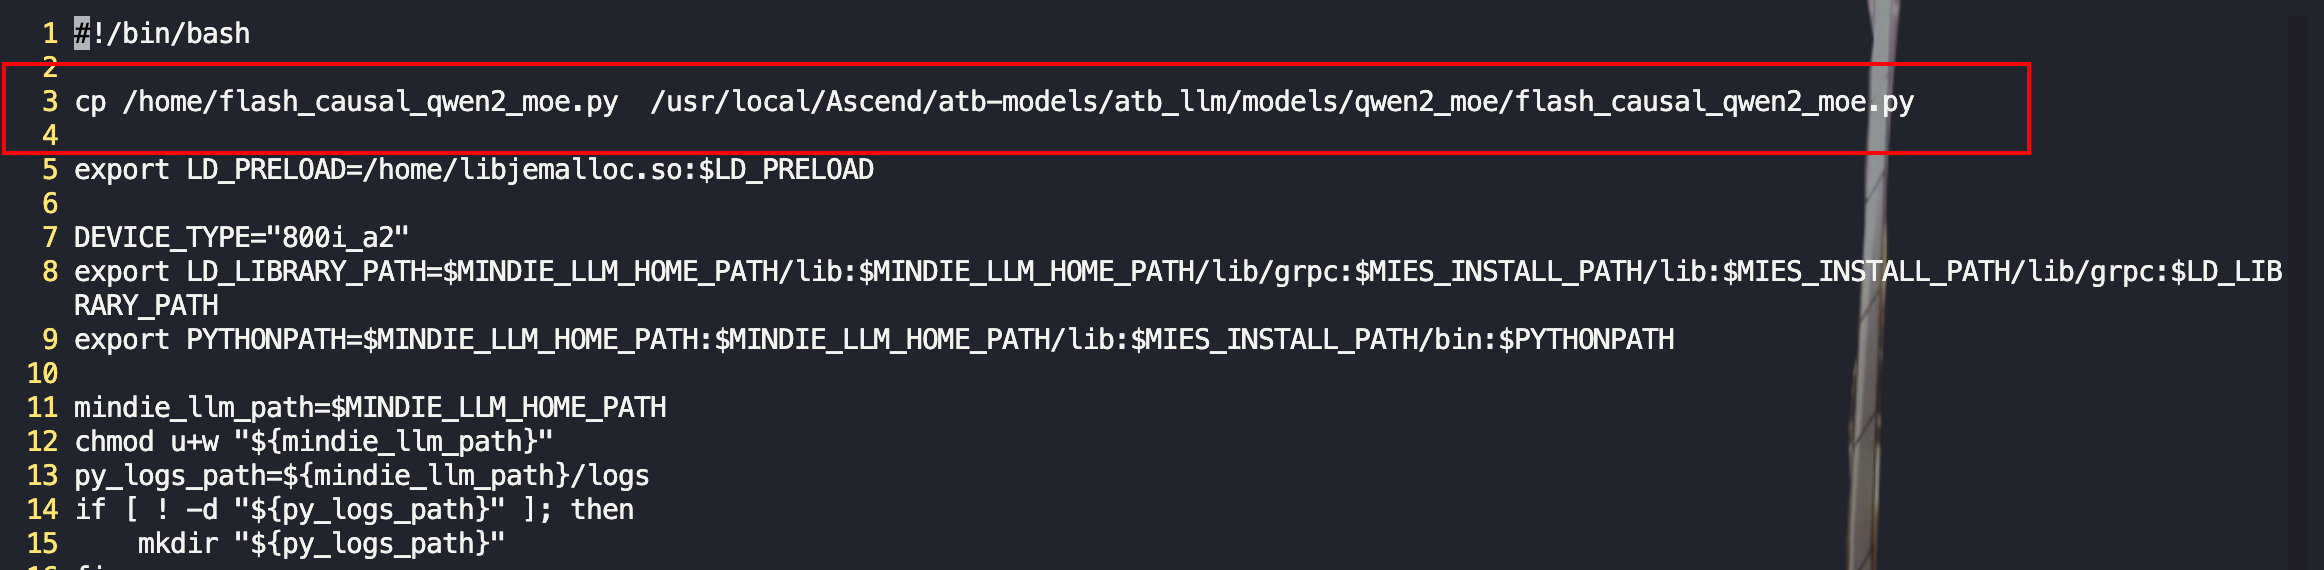 1 #!/bin/bash
2
3 cp /home/flash_causal_qwen2_moe.py  /usr/local/Ascend/atb-models/atb_llm/models/qwen2_moe/flash_causal_qwen2_moe.py
4
5 export LD_PRELOAD=/home/libjemalloc.so:$LD_PRELOAD
6
7 DEVICE_TYPE="800i_a2"
8 export LD_LIBRARY_PATH=$MINDIE_LLM_HOME_PATH/lib:$MINDIE_LLM_HOME_PATH/lib/grpc:$MIES_INSTALL_PATH/lib:$MIES_INSTALL_PATH/lib/grpc:$LD_LIB
RARY_PATH
9 export PYTHONPATH=$MINDIE_LLM_HOME_PATH:$MINDIE_LLM_HOME_PATH/lib:$MIES_INSTALL_PATH/bin:$PYTHONPATH
10
11 mindie_llm_path=$MINDIE_LLM_HOME_PATH
12 chmod u+w "${mindie_llm_path}"
13 py_logs_path=${mindie_llm_path}/logs
14 if [ ! -d "${py_logs_path}" ]; then
15     mkdir "${py_logs_path}"